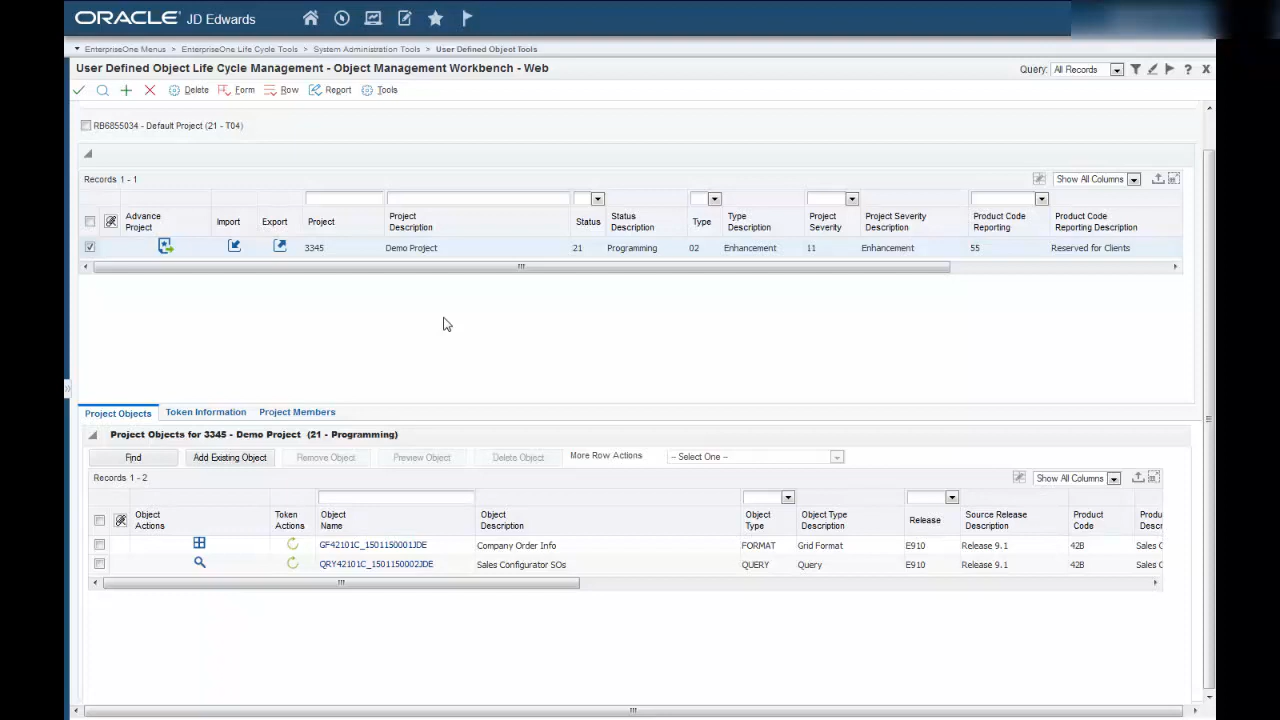 ORACLE JD Edwards
EnterpriseOne Menus > EnterpriseOne Life Cycle Tools > System Administration Tools > User Defined Object Tools
User Defined Object Life Cycle Management - Object Management Workbench - Web
Query: All Records
Delete Form Row Report Tools
RB6855034 - Default Project (21 - T04)
Records 1 - 1
Show All Columns
Advance Project Import Export Project Project Description Status Status Description Type Type Description Project Severity Project Severity Description Product Code Reporting Product Code Reporting Description
3345 Demo Project 21 Programming 02 Enhancement 11 Enhancement 55 Reserved for Clients
Project Objects Token Information Project Members
Project Objects for 3345 - Demo Project (21 - Programming)
Find Add Existing Object Remove Object Preview Object Delete Object More Row Actions -- Select One --
Records 1 - 2
Show All Columns
Object Actions Token Actions Object Name Object Description Object Type Object Type Description Release Source Release Description Product Code Produ Descr
GF42101C_1501150001JDE Company Order Info FORMAT Grid Format E910 Release 9.1 42B Sales C
QRY42101C_1501150002JDE Sales Configurator SOs QUERY Query E910 Release 9.1 42B Sales C